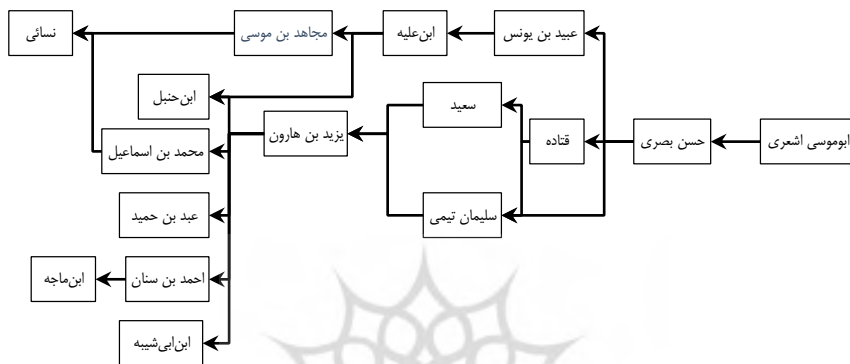 نسائی
مجاهد بن موسی
ابن‌علیه
عبید بن یونس
ابن‌حنبل
سعید
یزید بن هارون
قتاده
حسن بصری
ابوموسی اشعری
محمد بن اسماعیل
عبد بن حمید
سلیمان تیمی
ابن‌ماجه
احمد بن سنان
ابن‌ابی‌شیبه